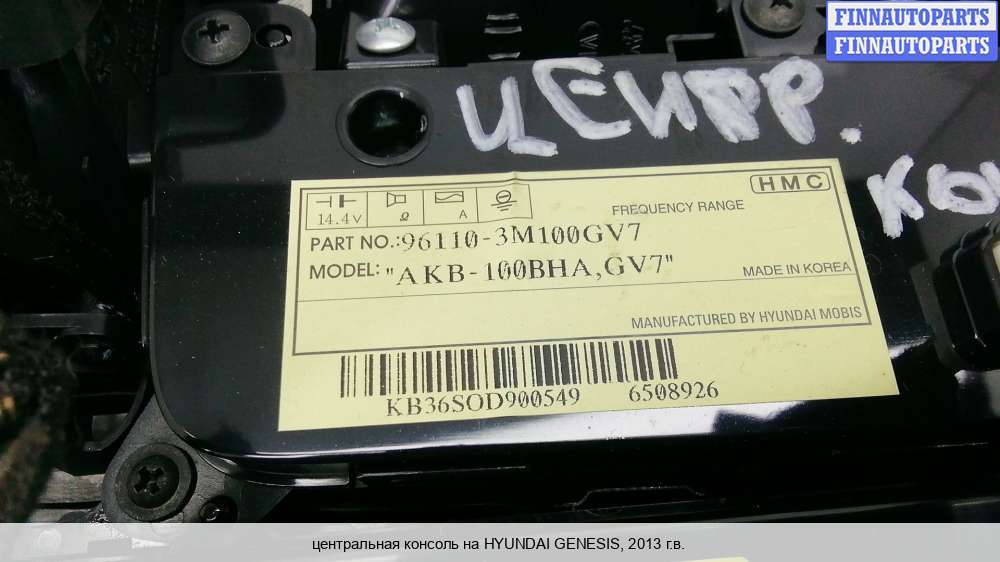 FINNAUTOPARTS
FINNAUTOPARTS
центр.
кон
HMC
14.4V
Ω
A
FREQUENCY RANGE
PART NO.:96110-3M100GV7
MODEL: "AKB-100BHA,GV7"
MADE IN KOREA
MANUFACTURED BY HYUNDAI MOBIS
KB36SOD900549 6508926
центральная консоль на HYUNDAI GENESIS, 2013 г.в.